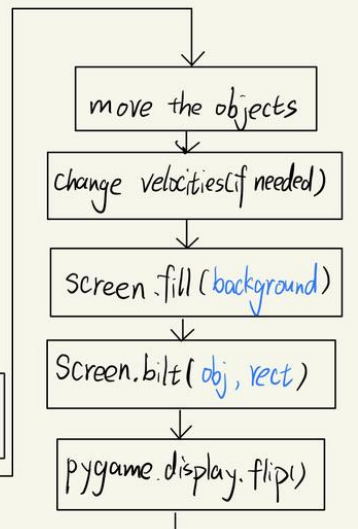 move the objects
change velocities(if needed)
screen.fill(background)
Screen.bilt(obj, rect)
pygame.display.flip()